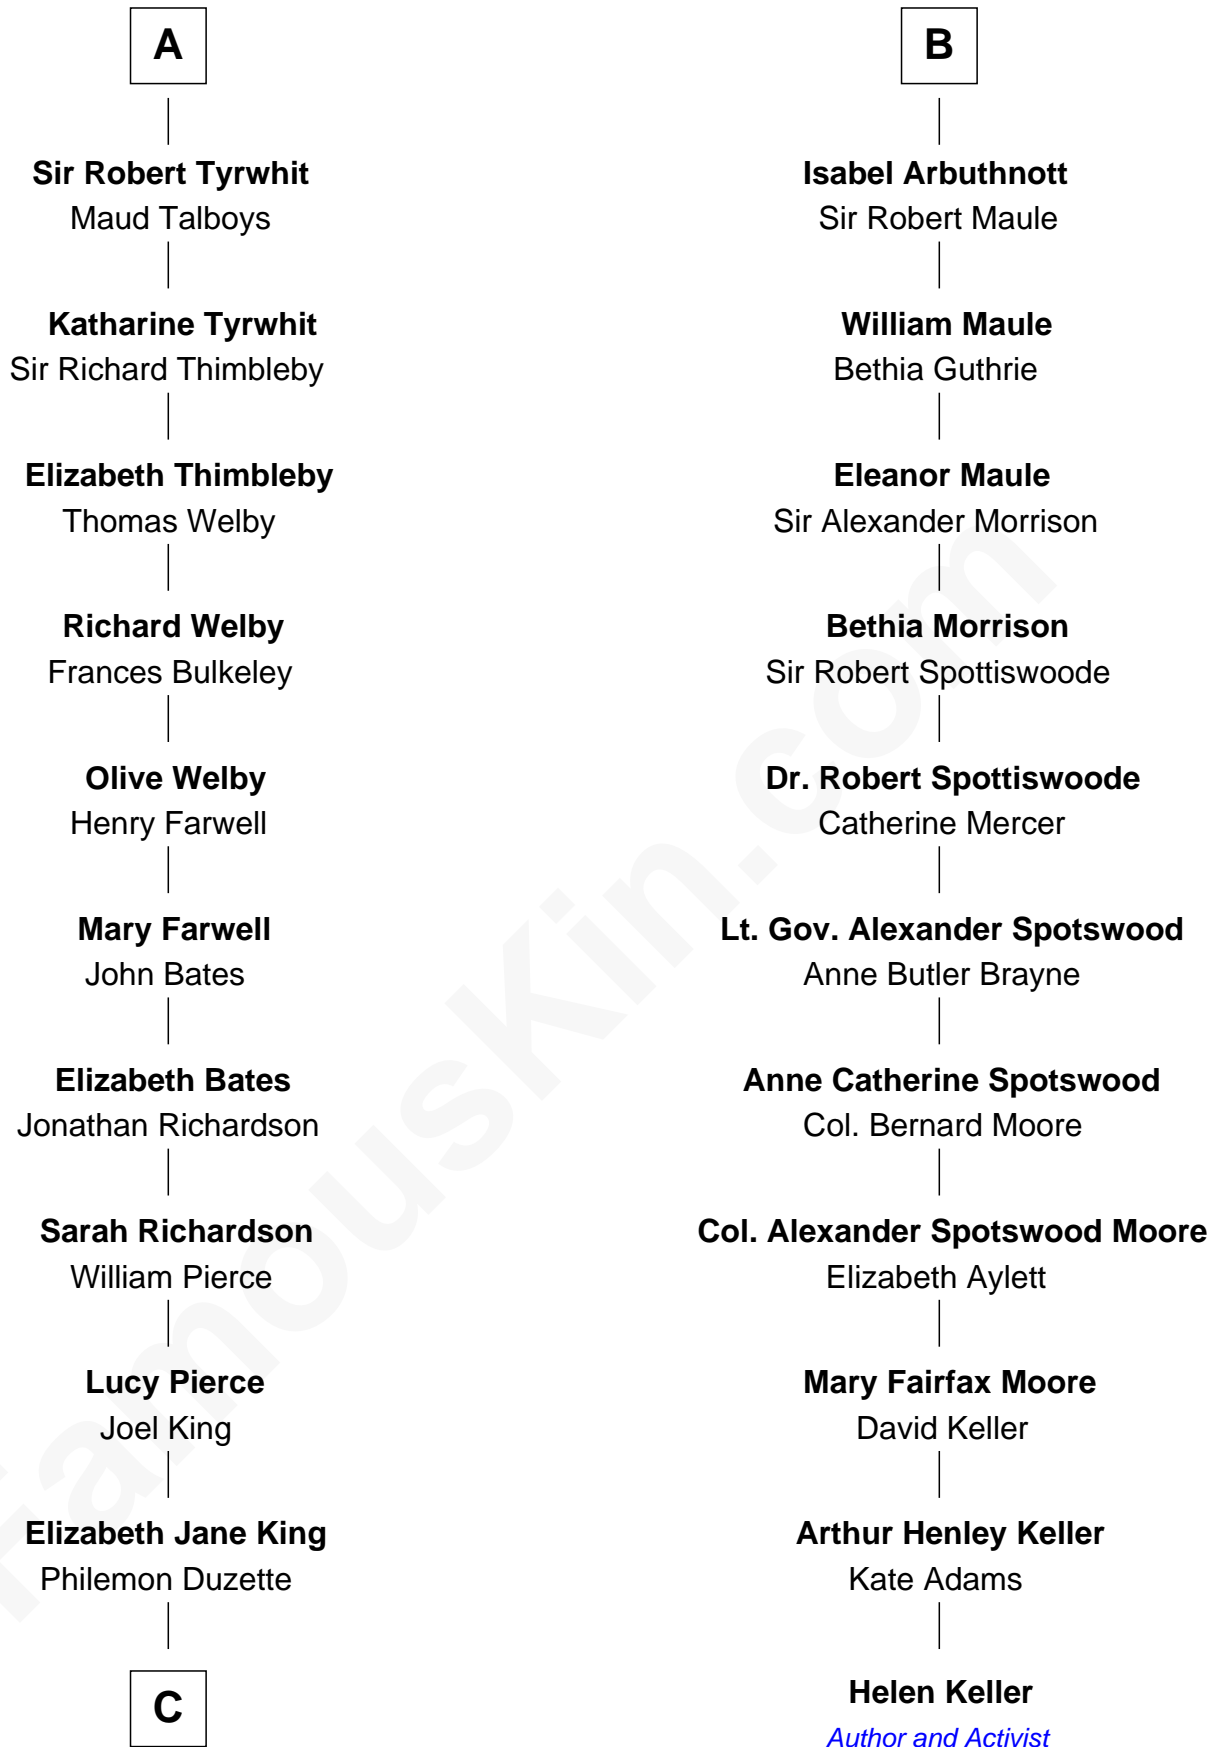 A
Sir Robert Tyrwhit
Maud Talboys
Katharine Tyrwhit
Sir Richard Thimbleby
Elizabeth Thimbleby
Thomas Welby
Richard Welby
Frances Bulkeley
Olive Welby
Henry Farwell
Mary Farwell
John Bates
Elizabeth Bates
Jonathan Richardson
Sarah Richardson
William Pierce
Lucy Pierce
Joel King
Elizabeth Jane King
Philemon Duzette
C
B
Isabel Arbuthnott
Sir Robert Maule
William Maule
Bethia Guthrie
Eleanor Maule
Sir Alexander Morrison
Bethia Morrison
Sir Robert Spottiswoode
Dr. Robert Spottiswoode
Catherine Mercer
Lt. Gov. Alexander Spotswood
Anne Butler Brayne
Anne Catherine Spotswood
Col. Bernard Moore
Col. Alexander Spotswood Moore
Elizabeth Aylett
Mary Fairfax Moore
David Keller
Arthur Henley Keller
Kate Adams
Helen Keller
Author and Activist
FamousKin.com